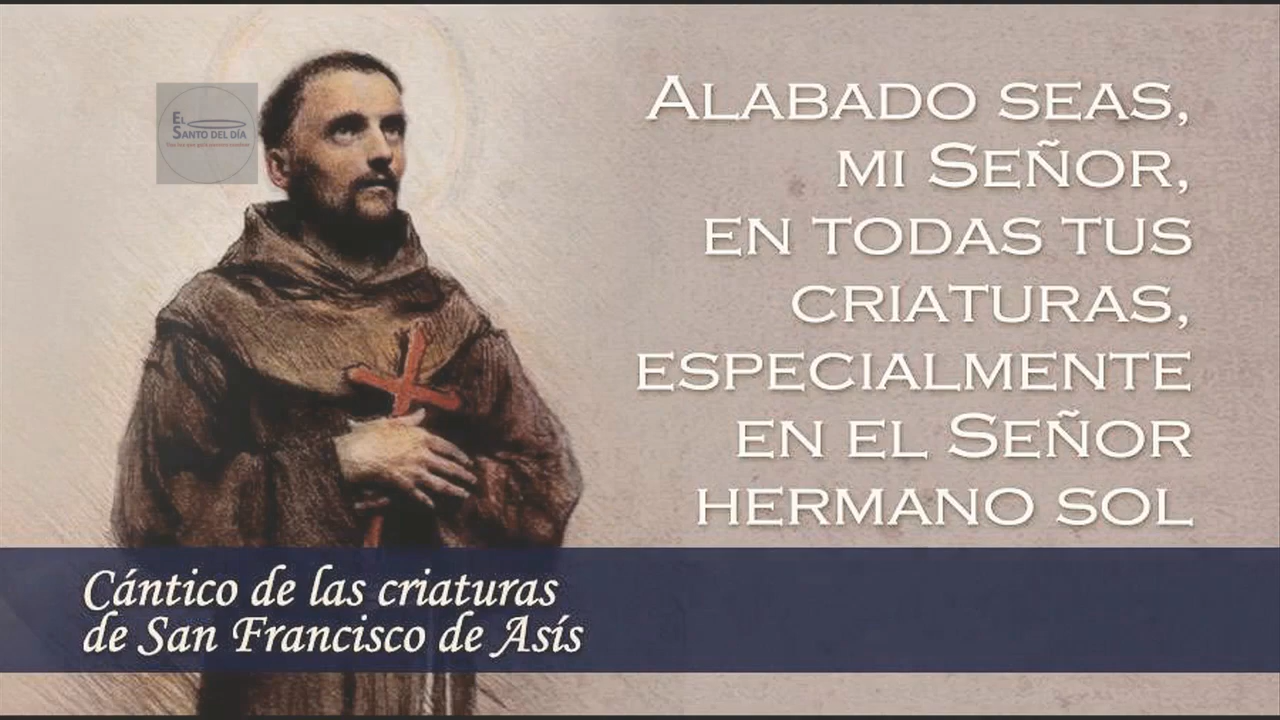 El
Santo del día
Alabado seas,
mi Señor,
en todas tus
criaturas,
especialmente
en el Señor
hermano sol
Cántico de las criaturas
de San Francisco de Asís